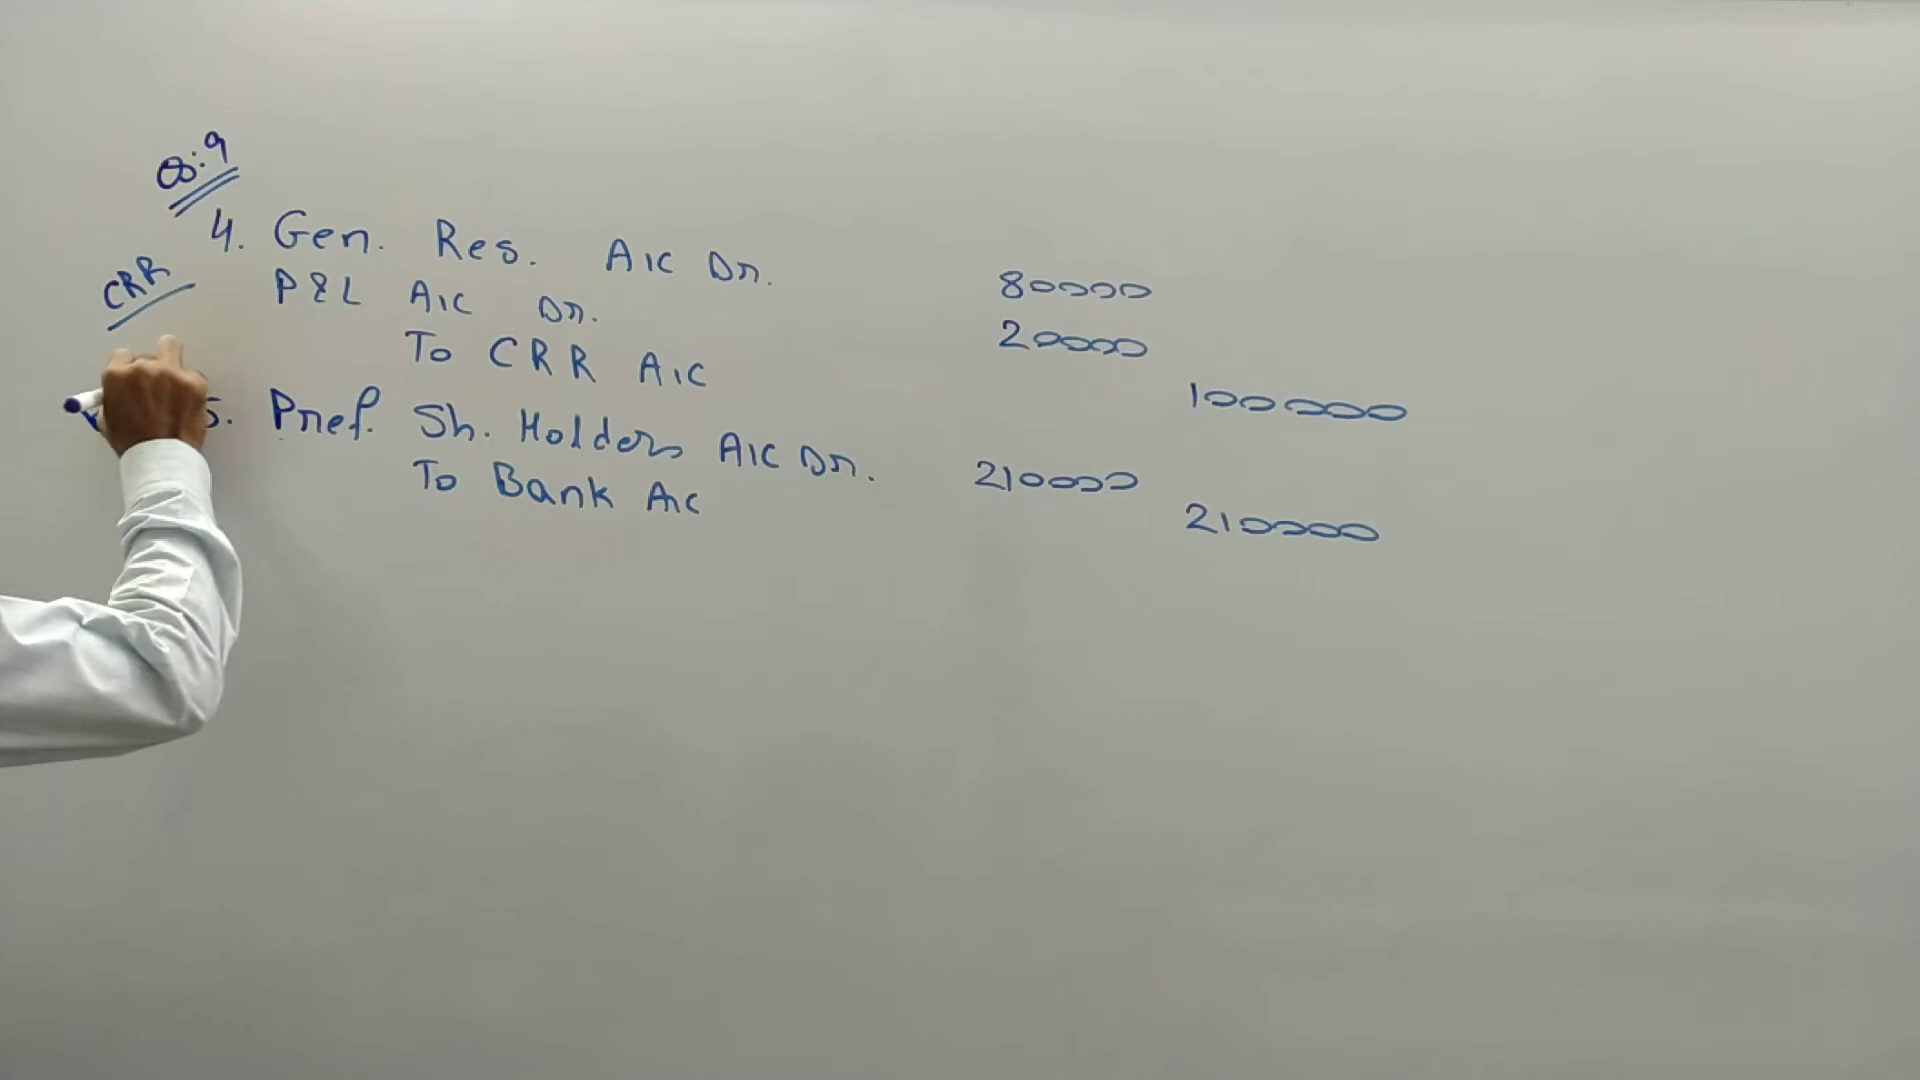 Q:9
4. Gen. Res. A/C Dr. 80000
CRR
P&L A/C Dr. 20000
To CRR A/C 100000
5. Pref. Sh. Holders A/C Dr. 210000
To Bank A/C 210000